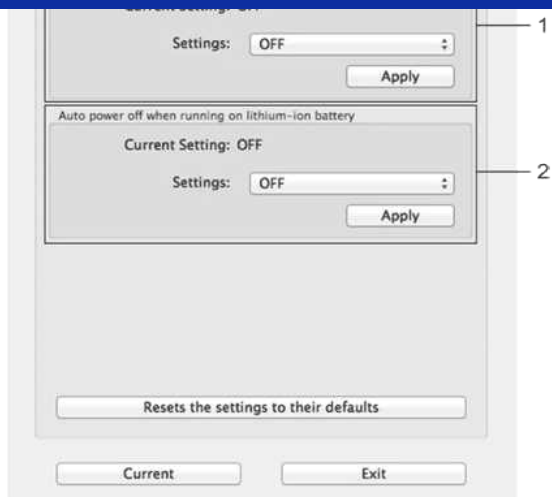 Settings: OFF
1
Apply
Auto power off when running on lithium-ion battery
Current Setting: OFF
Settings: OFF
2
Apply
Resets the settings to their defaults
Current Exit